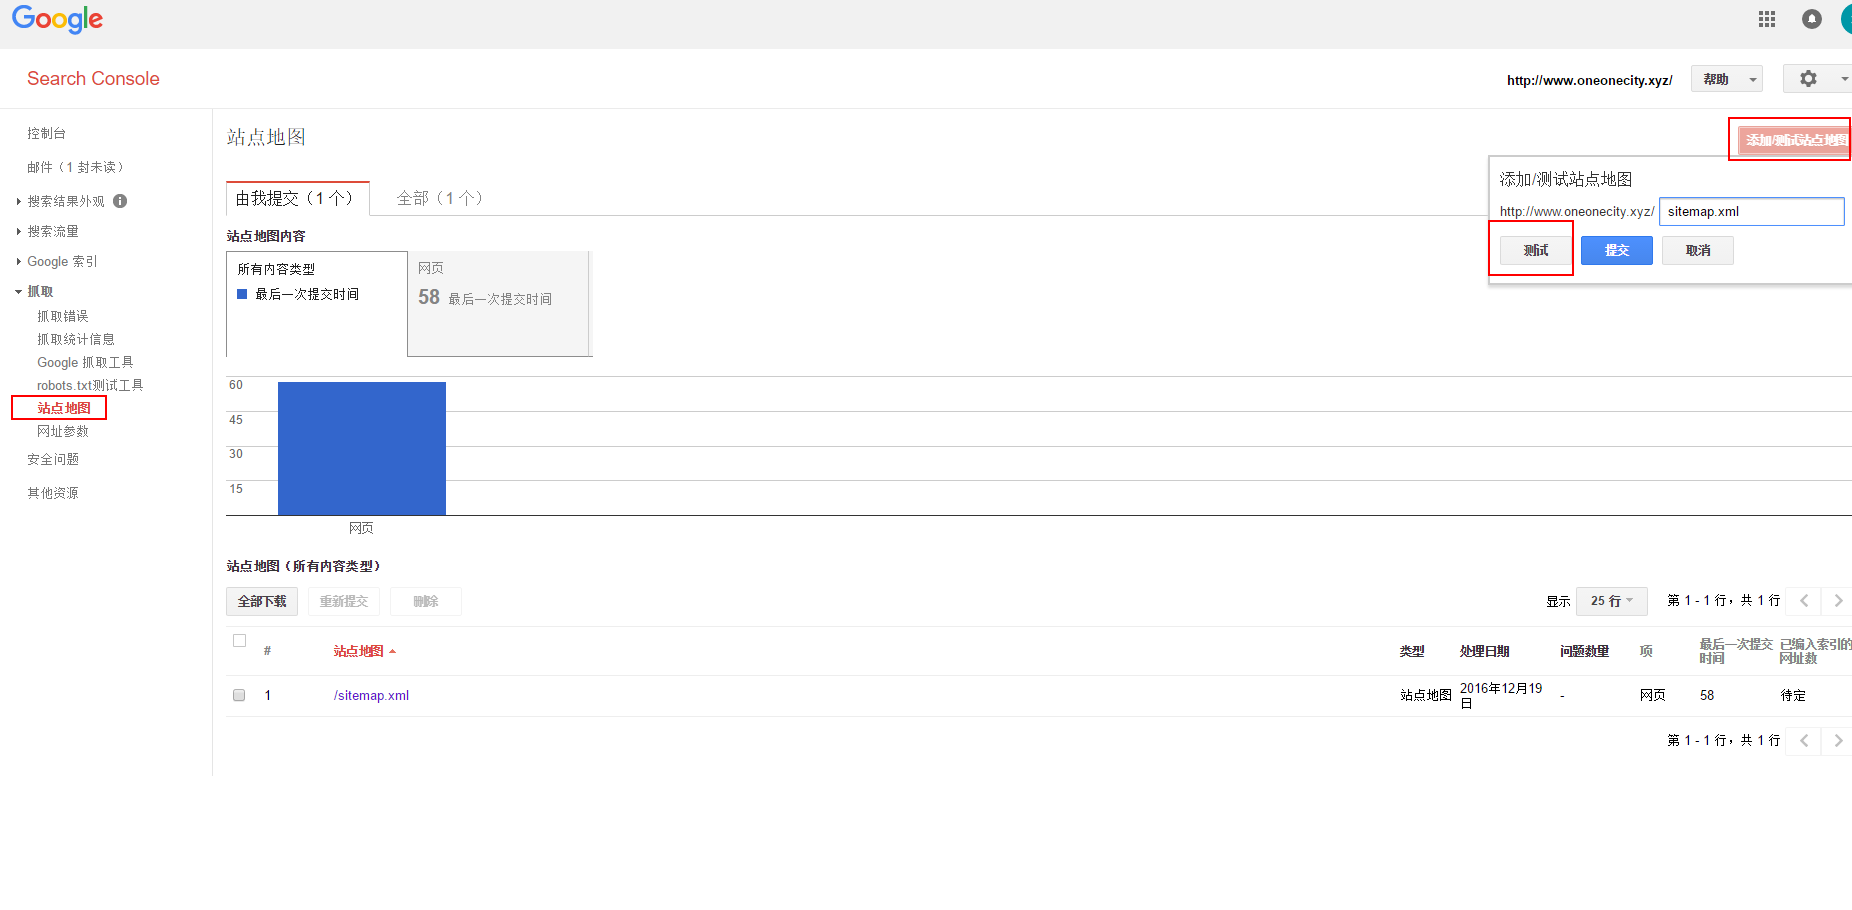 Google
Search Console
http://www.oneonecity.xyz/
帮助
控制台
邮件（1 封未读）
搜索结果外观
搜索流量
Google 索引
抓取
抓取错误
抓取统计信息
Google 抓取工具
robots.txt测试工具
站点地图
网址参数
安全问题
其他资源
站点地图
添加/测试站点地图
添加/测试站点地图
http://www.oneonecity.xyz/ sitemap.xml
测试 提交 取消
由我提交（1 个） 全部（1 个）
站点地图内容
所有内容类型
最后一次提交时间
网页
58 最后一次提交时间
60
45
30
15
网页
站点地图（所有内容类型）
全部下载 重新提交 删除
显示 25 行 第 1 - 1 行，共 1 行
# 站点地图 类型 处理日期 问题数量 项 最后一次提交时间 已编入索引的网址数
1 /sitemap.xml 站点地图 2016年12月19日 - 网页 58 待定
第 1 - 1 行，共 1 行